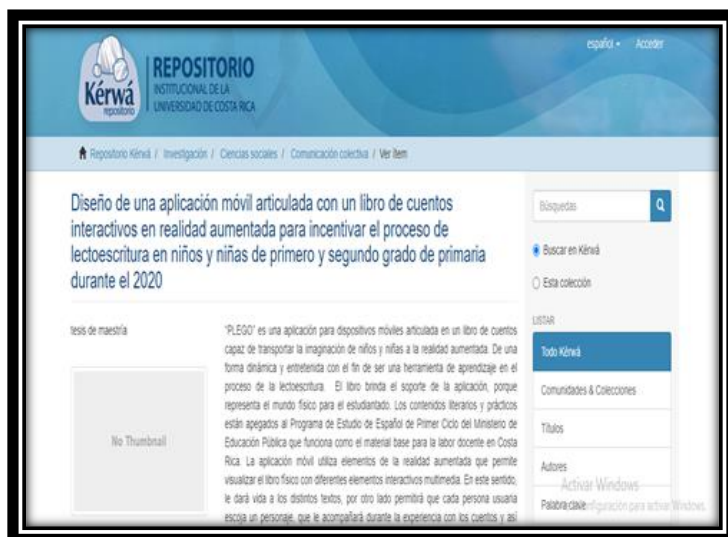 español Acceder
Kérwá
repositorio
REPOSITORIO
INSTITUCIONAL DE LA
UNIVERSIDAD DE COSTA RICA
Repositorio Kérwá / Investigación / Ciencias sociales / Comunicación colectiva / Ver ítem
Diseño de una aplicación móvil articulada con un libro de cuentos
interactivos en realidad aumentada para incentivar el proceso de
lectoescritura en niños y niñas de primero y segundo grado de primaria
durante el 2020
tesis de maestría
No Thumbnail
"PLEGO" es una aplicación para dispositivos móviles articulada en un libro de cuentos
capaz de transportar la imaginación de niños y niñas a la realidad aumentada. De una
forma dinámica y entretenida con el fin de ser una herramienta de aprendizaje en el
proceso de la lectoescritura. El libro brinda el soporte de la aplicación, porque
representa el mundo físico para el estudiantado. Los contenidos literarios y prácticos
están apegados al Programa de Estudio de Español de Primer Ciclo del Ministerio de
Educación Pública que funciona como el material base para la labor docente en Costa
Rica. La aplicación móvil utiliza elementos de la realidad aumentada que permite
visualizar el libro físico con diferentes elementos interactivos multimedia. En este sentido,
le dará vida a los distintos textos, por otro lado permitirá que cada persona usuaria
escoja un personaje, que le acompañará durante la experiencia con los cuentos y así
Búsquedas
Buscar en Kérwá
Esta colección
LISTAR
Todo Kérwá
Comunidades & Colecciones
Títulos
Autores
Activar Windows
Palabra clave
configuración para activar Windows.